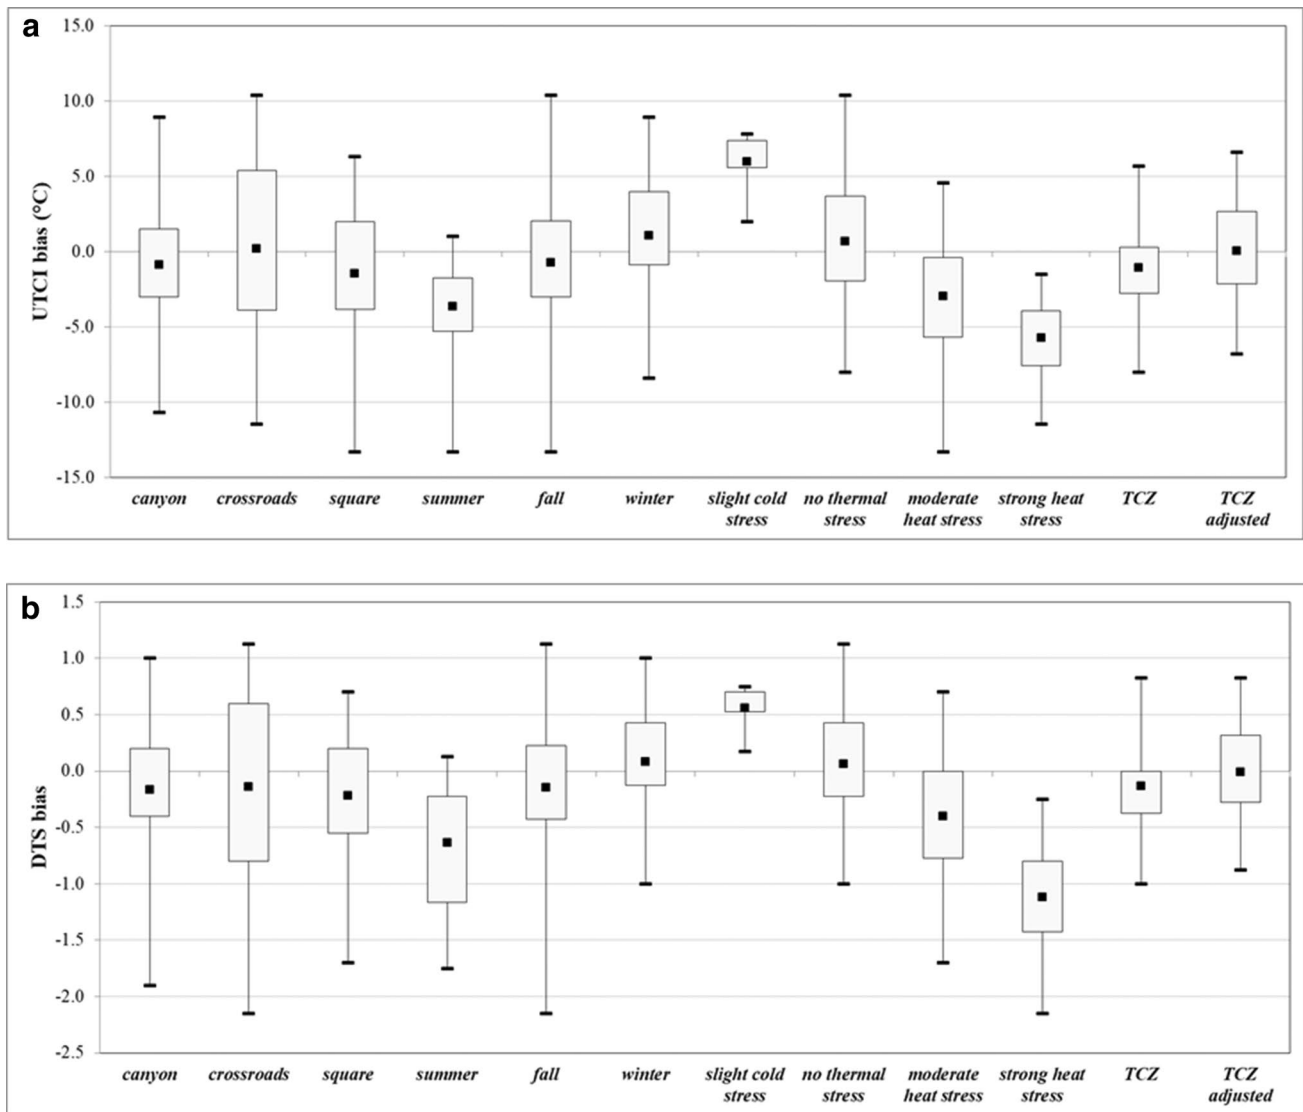 a
15.0
10.0
5.0
0.0
-5.0
-10.0
-15.0
UTCI bias (°C)
canyon crossroads square summer fall winter slight cold no thermal moderate strong heat TCZ TCZ
stress stress heat stress stress adjusted
b
1.5
1.0
0.5
0.0
-0.5
-1.0
-1.5
-2.0
-2.5
DTS bias
canyon crossroads square summer fall winter slight cold no thermal moderate strong heat TCZ TCZ
stress stress heat stress stress adjusted